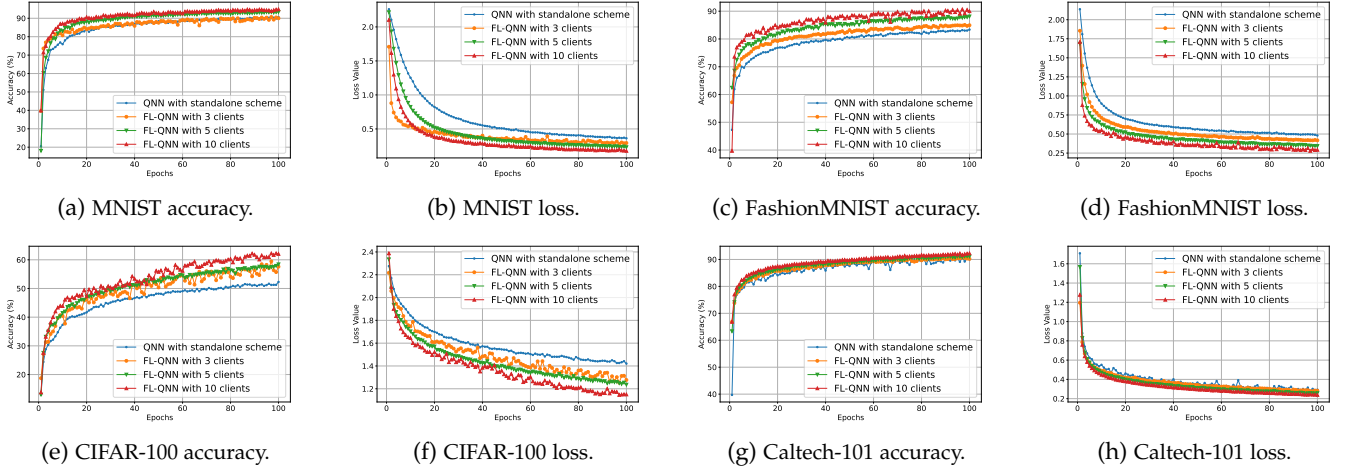 90
80
70
60
50
40
30
20
Accuracy (%)
0 20 40 60 80 100
Epochs
QNN with standalone scheme
FL-QNN with 3 clients
FL-QNN with 5 clients
FL-QNN with 10 clients
(a) MNIST accuracy.
2.0
1.5
1.0
0.5
Loss Value
0 20 40 60 80 100
Epochs
QNN with standalone scheme
FL-QNN with 3 clients
FL-QNN with 5 clients
FL-QNN with 10 clients
(b) MNIST loss.
90
80
70
60
50
40
Accuracy (%)
0 20 40 60 80 100
Epochs
QNN with standalone scheme
FL-QNN with 3 clients
FL-QNN with 5 clients
FL-QNN with 10 clients
(c) FashionMNIST accuracy.
2.00
1.75
1.50
1.25
1.00
0.75
0.50
0.25
Loss Value
0 20 40 60 80 100
Epochs
QNN with standalone scheme
FL-QNN with 3 clients
FL-QNN with 5 clients
FL-QNN with 10 clients
(d) FashionMNIST loss.
60
50
40
30
20
Accuracy (%)
0 20 40 60 80 100
Epochs
QNN with standalone scheme
FL-QNN with 3 clients
FL-QNN with 5 clients
FL-QNN with 10 clients
(e) CIFAR-100 accuracy.
2.4
2.2
2.0
1.8
1.6
1.4
1.2
Loss Value
0 20 40 60 80 100
Epochs
QNN with standalone scheme
FL-QNN with 3 clients
FL-QNN with 5 clients
FL-QNN with 10 clients
(f) CIFAR-100 loss.
90
80
70
60
50
40
Accuracy (%)
0 20 40 60 80 100
Epochs
QNN with standalone scheme
FL-QNN with 3 clients
FL-QNN with 5 clients
FL-QNN with 10 clients
(g) Caltech-101 accuracy.
1.6
1.4
1.2
1.0
0.8
0.6
0.4
0.2
Loss Value
0 20 40 60 80 100
Epochs
QNN with standalone scheme
FL-QNN with 3 clients
FL-QNN with 5 clients
FL-QNN with 10 clients
(h) Caltech-101 loss.